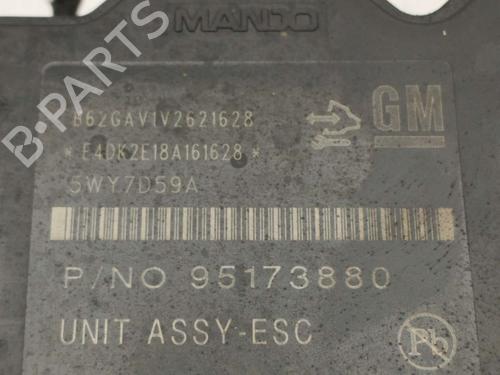 MANDO
B62GAV1V2621628
* E4DK2E18A161628 *
5WY7D59A
GM
P/NO 95173880
UNIT ASSY-ESC
Pb
B-PARTS